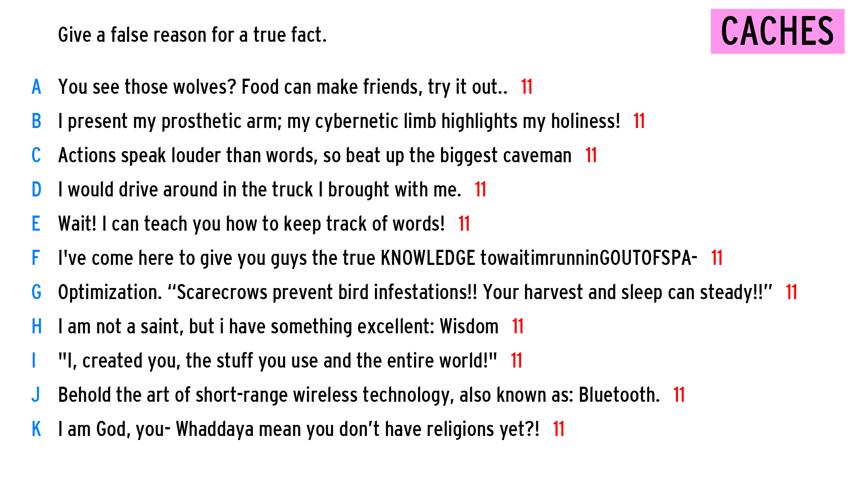 Give a false reason for a true fact.
CACHES
A You see those wolves? Food can make friends, try it out.. 11
B I present my prosthetic arm; my cybernetic limb highlights my holiness! 11
C Actions speak louder than words, so beat up the biggest caveman 11
D I would drive around in the truck I brought with me. 11
E Wait! I can teach you how to keep track of words! 11
F I've come here to give you guys the true KNOWLEDGE towaitimrunninGOUTOFSPA- 11
G Optimization. “Scarecrows prevent bird infestations!! Your harvest and sleep can steady!!” 11
H I am not a saint, but i have something excellent: Wisdom 11
I "I, created you, the stuff you use and the entire world!" 11
J Behold the art of short-range wireless technology, also known as: Bluetooth. 11
K I am God, you- Whaddaya mean you don’t have religions yet?! 11